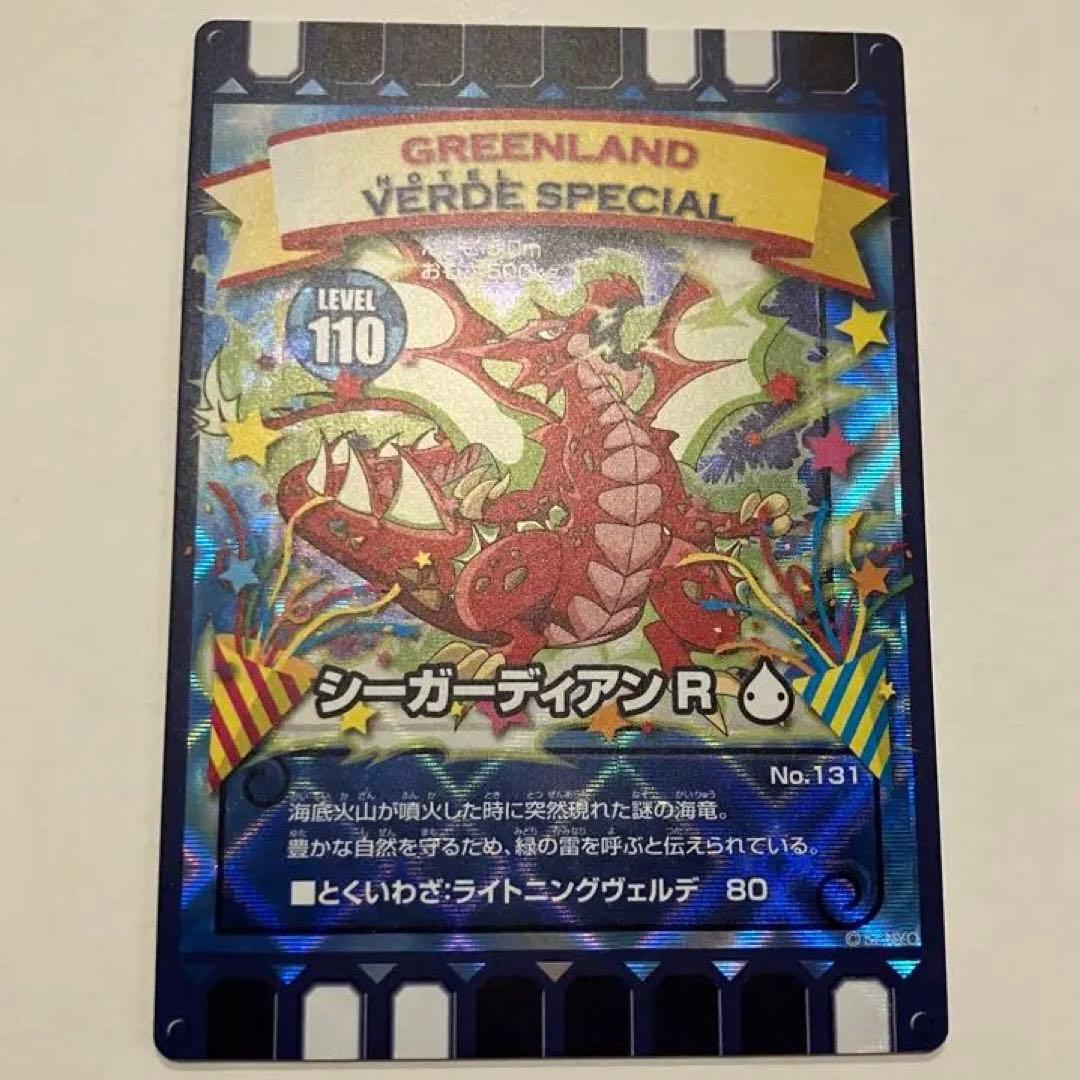 GREENLAND
HOTEL
VERDE SPECIAL
おもさ 500kg
LEVEL
110
シーガーディアンR
No.131
海底火山が噴火した時に突然現れた謎の海竜。
豊かな自然を守るため、緑の雷を呼ぶと伝えられている。
■とくいわざ:ライトニングヴェルデ 80